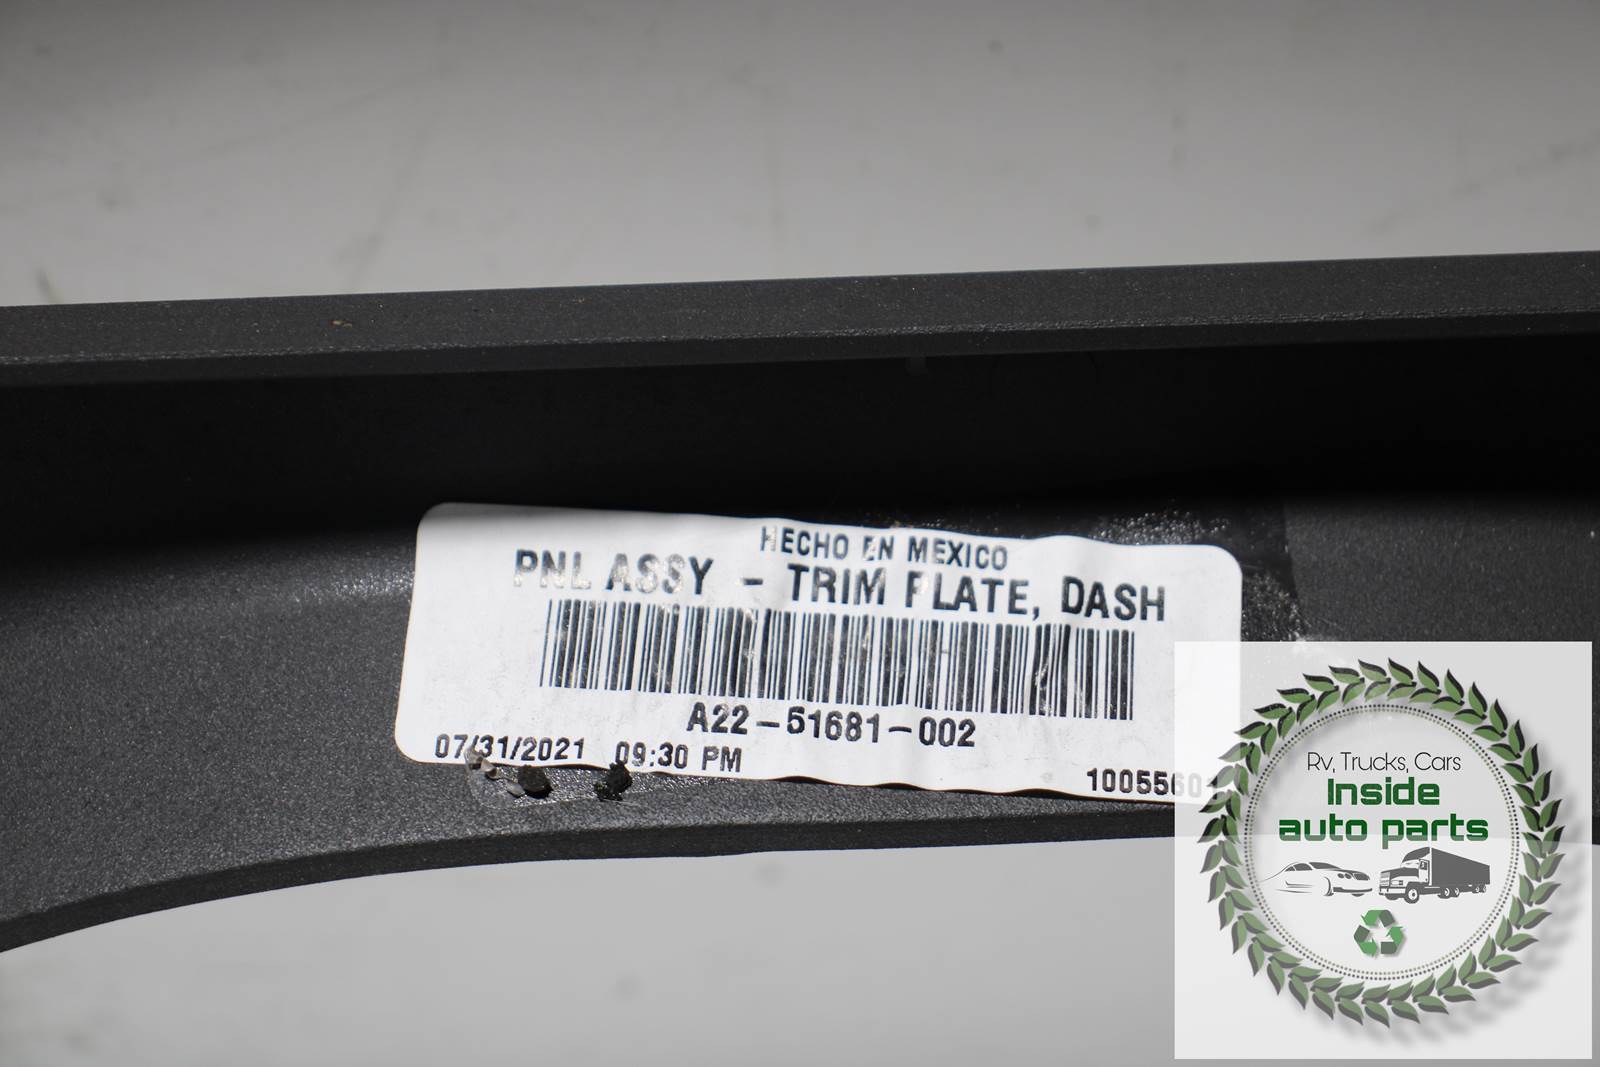 HECHO EN MEXICO
PNL ASSY - TRIM PLATE, DASH
A22-51681-002
07/31/2021 09:30 PM
Rv, Trucks, Cars
Inside
auto parts